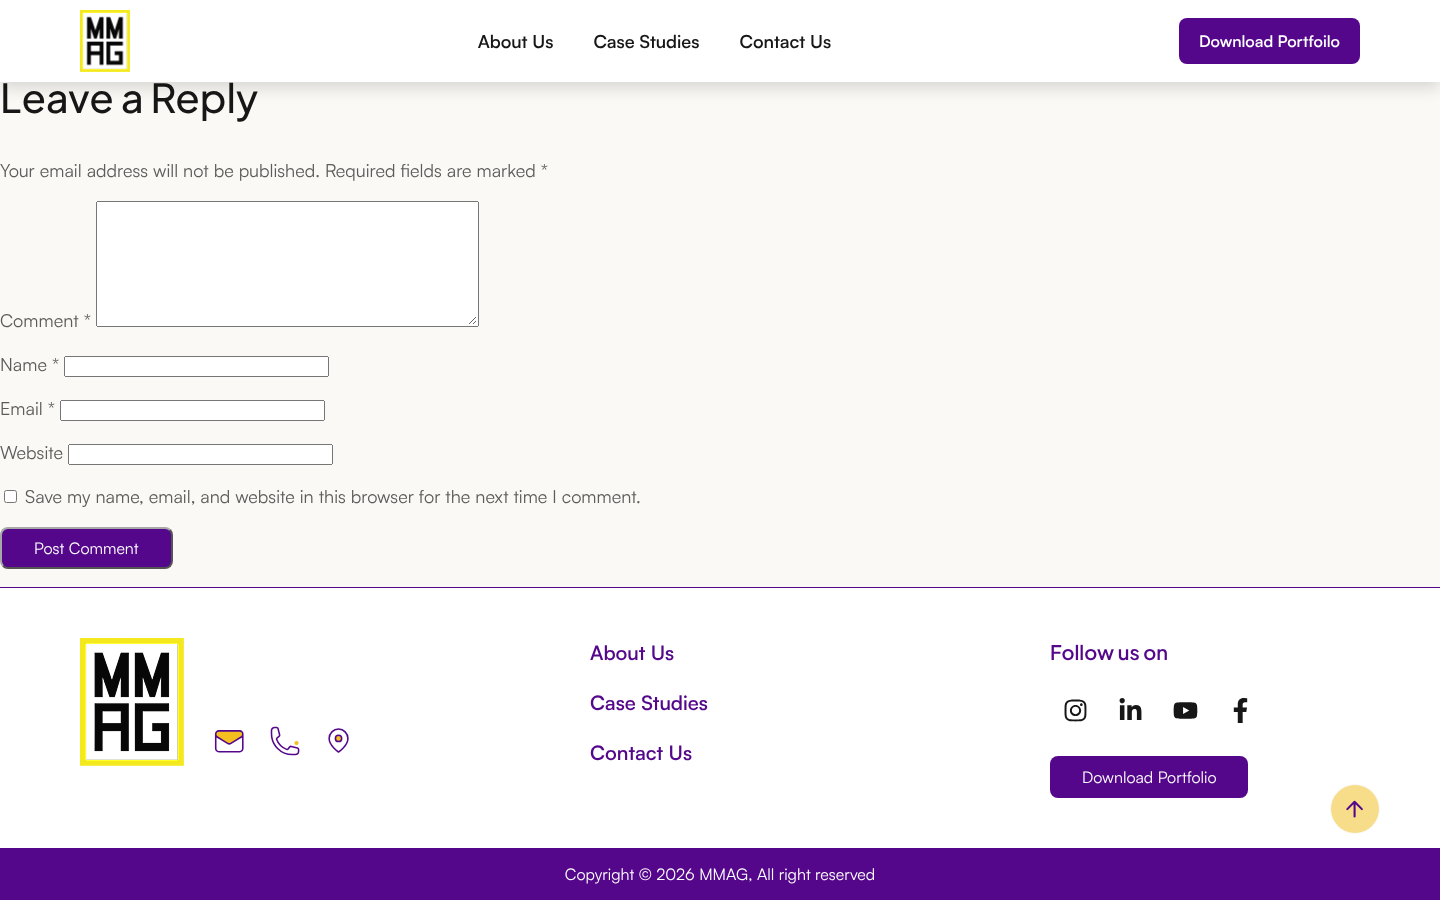 MM
AG
About Us
Case Studies
Contact Us
Download Portfoilo
Leave a Reply
Your email address will not be published. Required fields are marked *
Comment *
Name *
Email *
Website
Save my name, email, and website in this browser for the next time I comment.
Post Comment
MM
AG
About Us
Case Studies
Contact Us
Follow us on
Download Portfolio
Copyright © 2026 MMAG, All right reserved